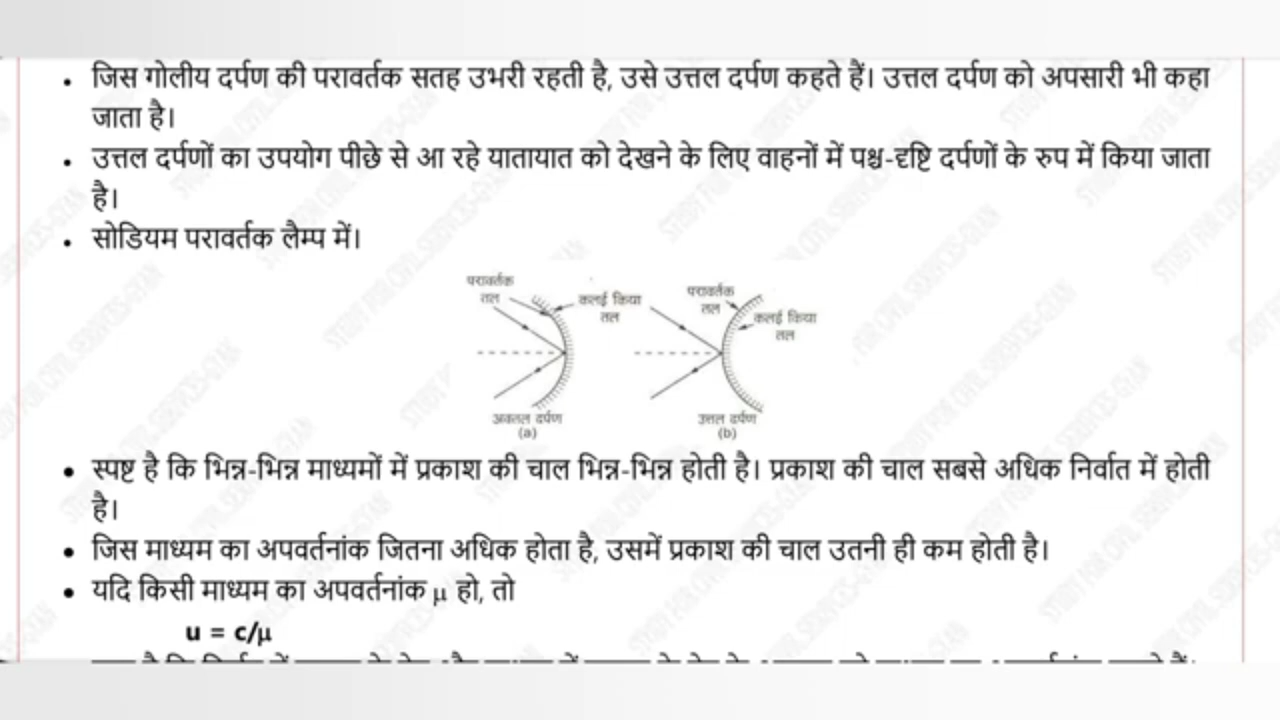 • जिस गोलीय दर्पण की परावर्तक सतह उभरी रहती है, उसे उत्तल दर्पण कहते हैं। उत्तल दर्पण को अपसारी भी कहा
जाता है।
• उत्तल दर्पणों का उपयोग पीछे से आ रहे यातायात को देखने के लिए वाहनों में पश्च-दृष्टि दर्पणों के रुप में किया जाता
है।
• सोडियम परावर्तक लैम्प में।
परावर्तक
तल
कलई किया
तल
अवतल दर्पण
(a)
परावर्तक
तल
कलई किया
तल
उत्तल दर्पण
(b)
• स्पष्ट है कि भिन्न-भिन्न माध्यमों में प्रकाश की चाल भिन्न-भिन्न होती है। प्रकाश की चाल सबसे अधिक निर्वात में होती
है।
• जिस माध्यम का अपवर्तनांक जितना अधिक होता है, उसमें प्रकाश की चाल उतनी ही कम होती है।
• यदि किसी माध्यम का अपवर्तनांक μ हो, तो
u = c/μ